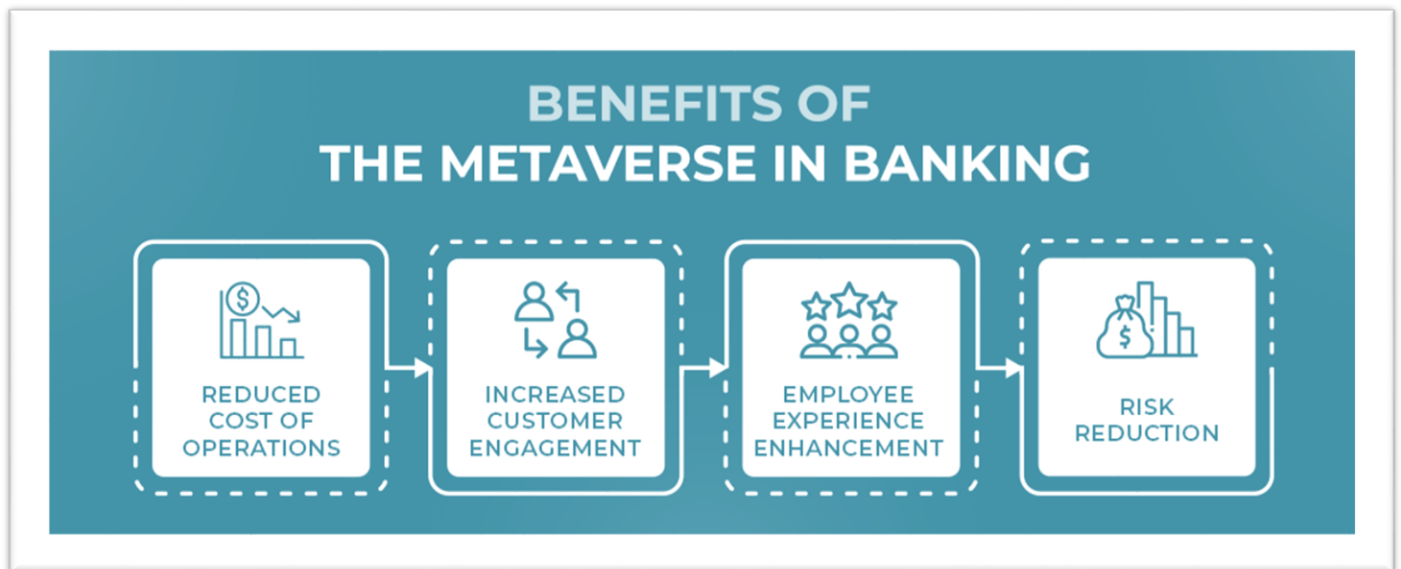 BENEFITS OF
THE METAVERSE IN BANKING
$
REDUCED
COST OF
OPERATIONS
INCREASED
CUSTOMER
ENGAGEMENT
EMPLOYEE
EXPERIENCE
ENHANCEMENT
$
RISK
REDUCTION